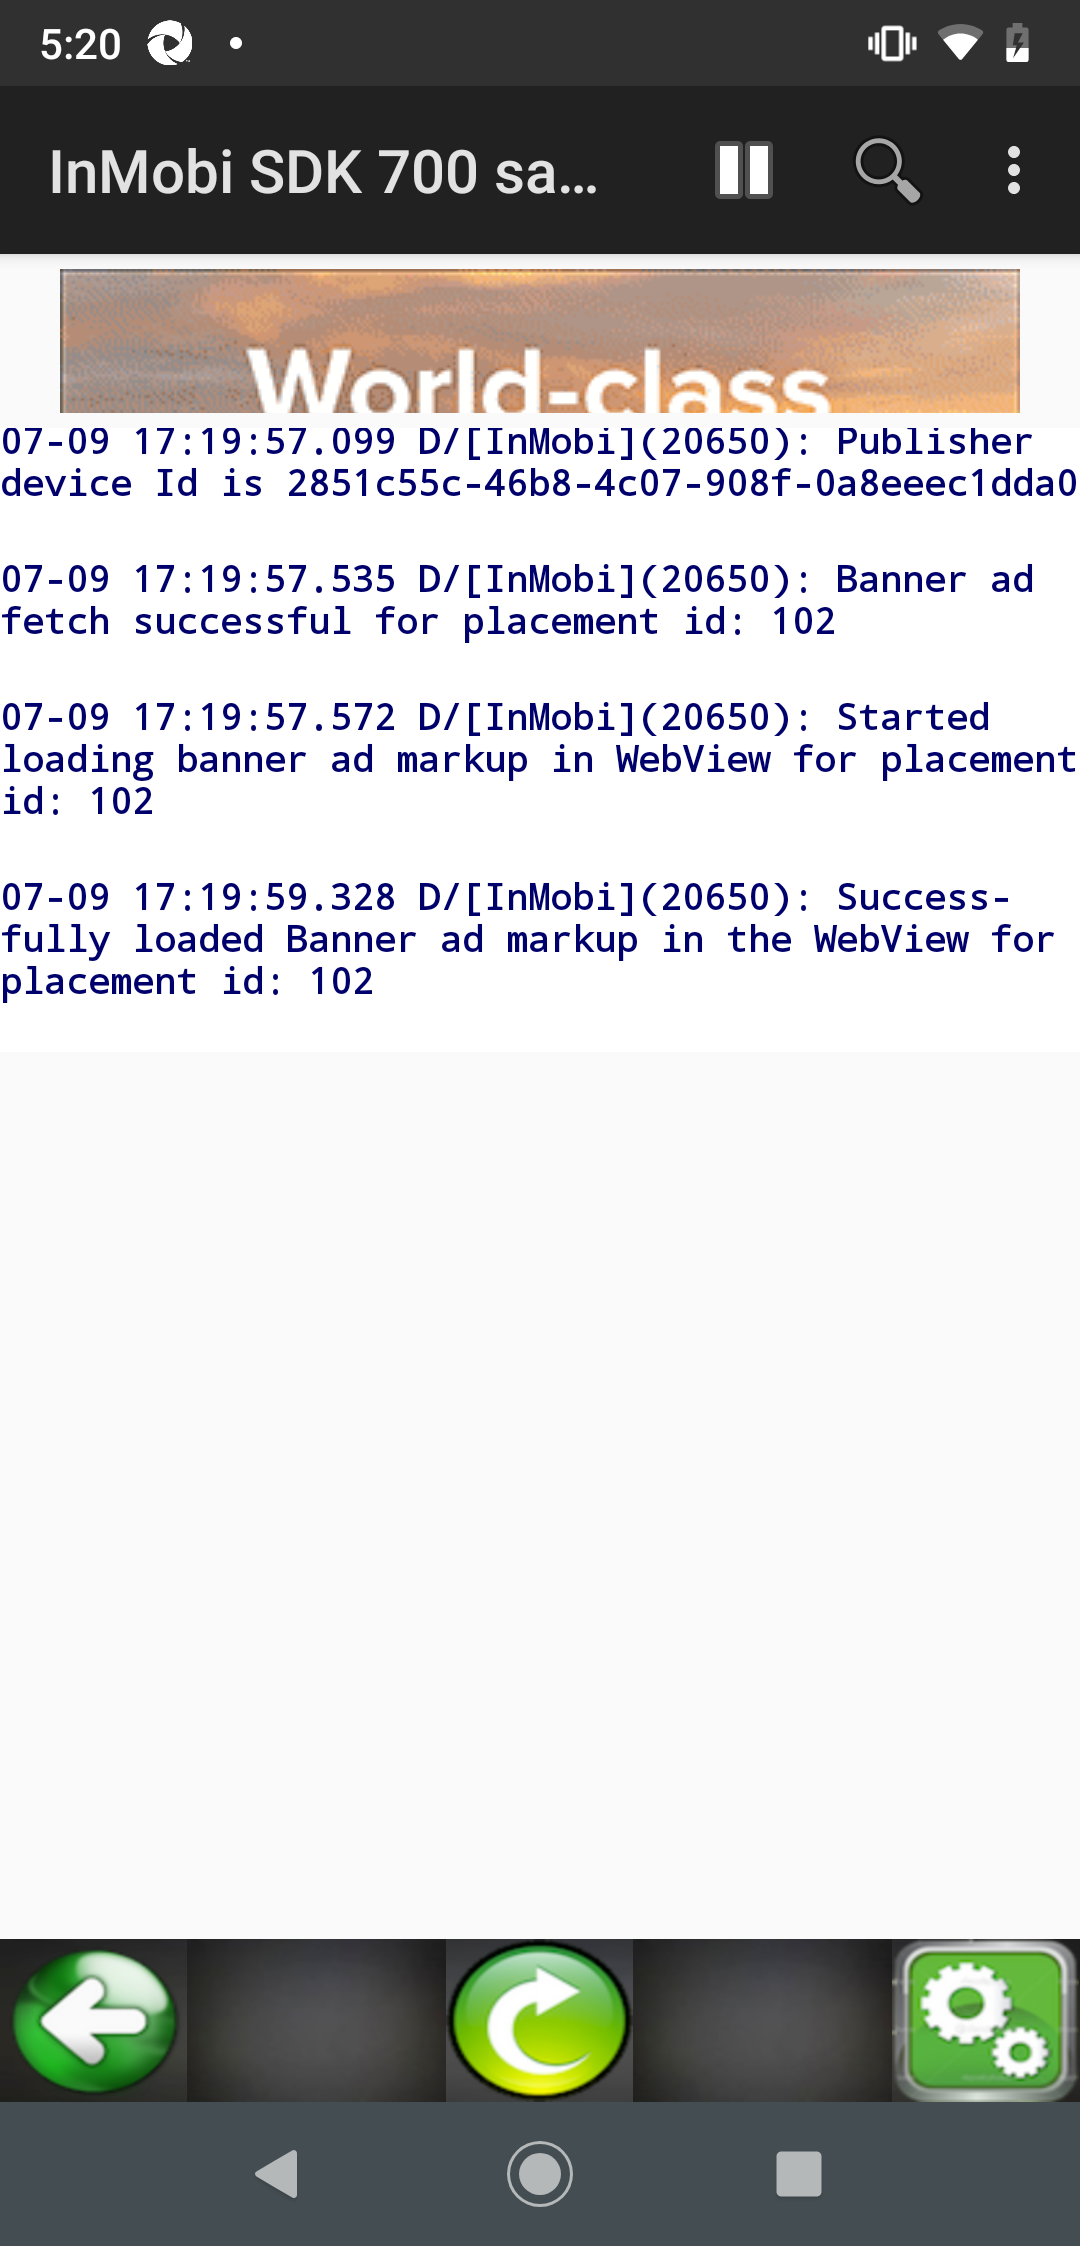 5:20
InMobi SDK 700 sa...
World-class
07-09 17:19:57.099 D/[InMobi](20650): Publisher
device Id is 2851c55c-46b8-4c07-908f-0a8eeec1dda0
07-09 17:19:57.535 D/[InMobi](20650): Banner ad
fetch successful for placement id: 102
07-09 17:19:57.572 D/[InMobi](20650): Started
loading banner ad markup in WebView for placement
id: 102
07-09 17:19:59.328 D/[InMobi](20650): Success-
fully loaded Banner ad markup in the WebView for
placement id: 102